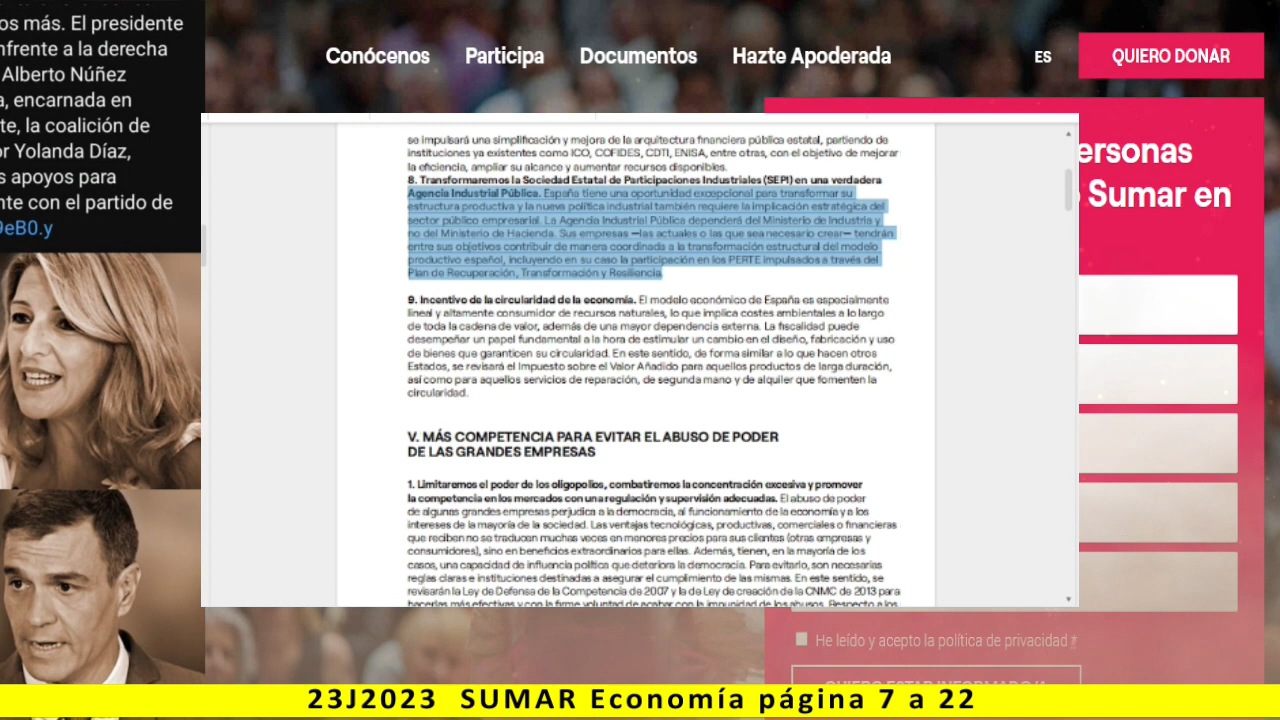 os más. El presidente
nfrente a la derecha
Alberto Núñez
a, encarnada en
te, la coalición de
or Yolanda Díaz,
s apoyos para
nte con el partido de
9eB0.y
Conócenos Participa Documentos Hazte Apoderada ES QUIERO DONAR
ersonas
Sumar en
se impulsará una simplificación y mejora de la arquitectura financiera pública estatal, partiendo de
instituciones ya existentes como ICO, COFIDES, CDTI, ENISA, entre otras, con el objetivo de mejorar
la eficiencia, ampliar su alcance y aumentar recursos disponibles.
8. Transformaremos la Sociedad Estatal de Participaciones Industriales (SEPI) en una verdadera
Agencia Industrial Pública. España tiene una oportunidad excepcional para transformar su
estructura productiva y la nueva política industrial también requiere la implicación estratégica del
sector público empresarial. La Agencia Industrial Pública dependerá del Ministerio de Industria y
no del Ministerio de Hacienda. Sus empresas —las actuales o las que sea necesario crear— tendrán
entre sus objetivos contribuir de manera coordinada a la transformación estructural del modelo
productivo español, incluyendo en su caso la participación en los PERTE impulsados a través del
Plan de Recuperación, Transformación y Resiliencia.
9. Incentivo de la circularidad de la economía. El modelo económico de España es especialmente
lineal y altamente consumidor de recursos naturales, lo que implica costes ambientales a lo largo
de toda la cadena de valor, además de una mayor dependencia externa. La fiscalidad puede
desempeñar un papel fundamental a la hora de estimular un cambio en el diseño, fabricación y uso
de bienes que garanticen su circularidad. En este sentido, de forma similar a lo que hacen otros
Estados, se revisará el Impuesto sobre el Valor Añadido para aquellos productos de larga duración,
así como para aquellos servicios de reparación, de segunda mano y de alquiler que fomenten la
circularidad.
V. MÁS COMPETENCIA PARA EVITAR EL ABUSO DE PODER
DE LAS GRANDES EMPRESAS
1. Limitaremos el poder de los oligopolios, combatiremos la concentración excesiva y promover
la competencia en los mercados con una regulación y supervisión adecuadas. El abuso de poder
de algunas grandes empresas perjudica a la democracia, al funcionamiento de la economía y a los
intereses de la mayoría de la sociedad. Las ventajas tecnológicas, productivas, comerciales o financieras
que reciben no se traducen muchas veces en menores precios para sus clientes (otras empresas y
consumidores), sino en beneficios extraordinarios para ellas. Además, tienen, en la mayoría de los
casos, una capacidad de influencia política que deteriora la democracia. Para evitarlo, son necesarias
reglas claras e instituciones destinadas a asegurar el cumplimiento de las mismas. En este sentido, se
revisarán la Ley de Defensa de la Competencia de 2007 y la de Ley de creación de la CNMC de 2013 para
hacerlas más efectivas y con la firme voluntad de acabar con la impunidad de los abusos. Respecto a los
He leído y acepto la política de privacidad *
QUIERO ESTAR INFORMADO/A
23J2023 SUMAR Economía página 7 a 22